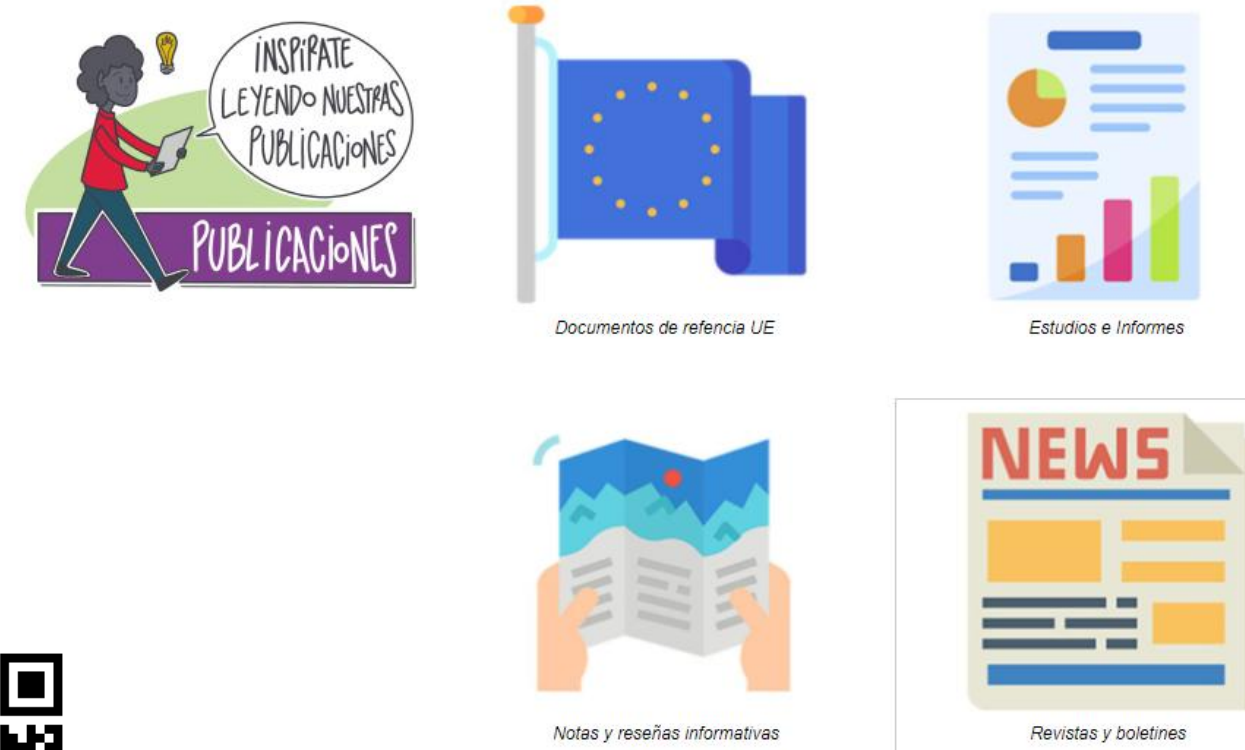 INSPIRATE
LEYENDO NUESTRAS
PUBLICACIONES
PUBLICACIONES
Documentos de refencia UE
Estudios e Informes
NEWS
Notas y reseñas informativas
Revistas y boletines